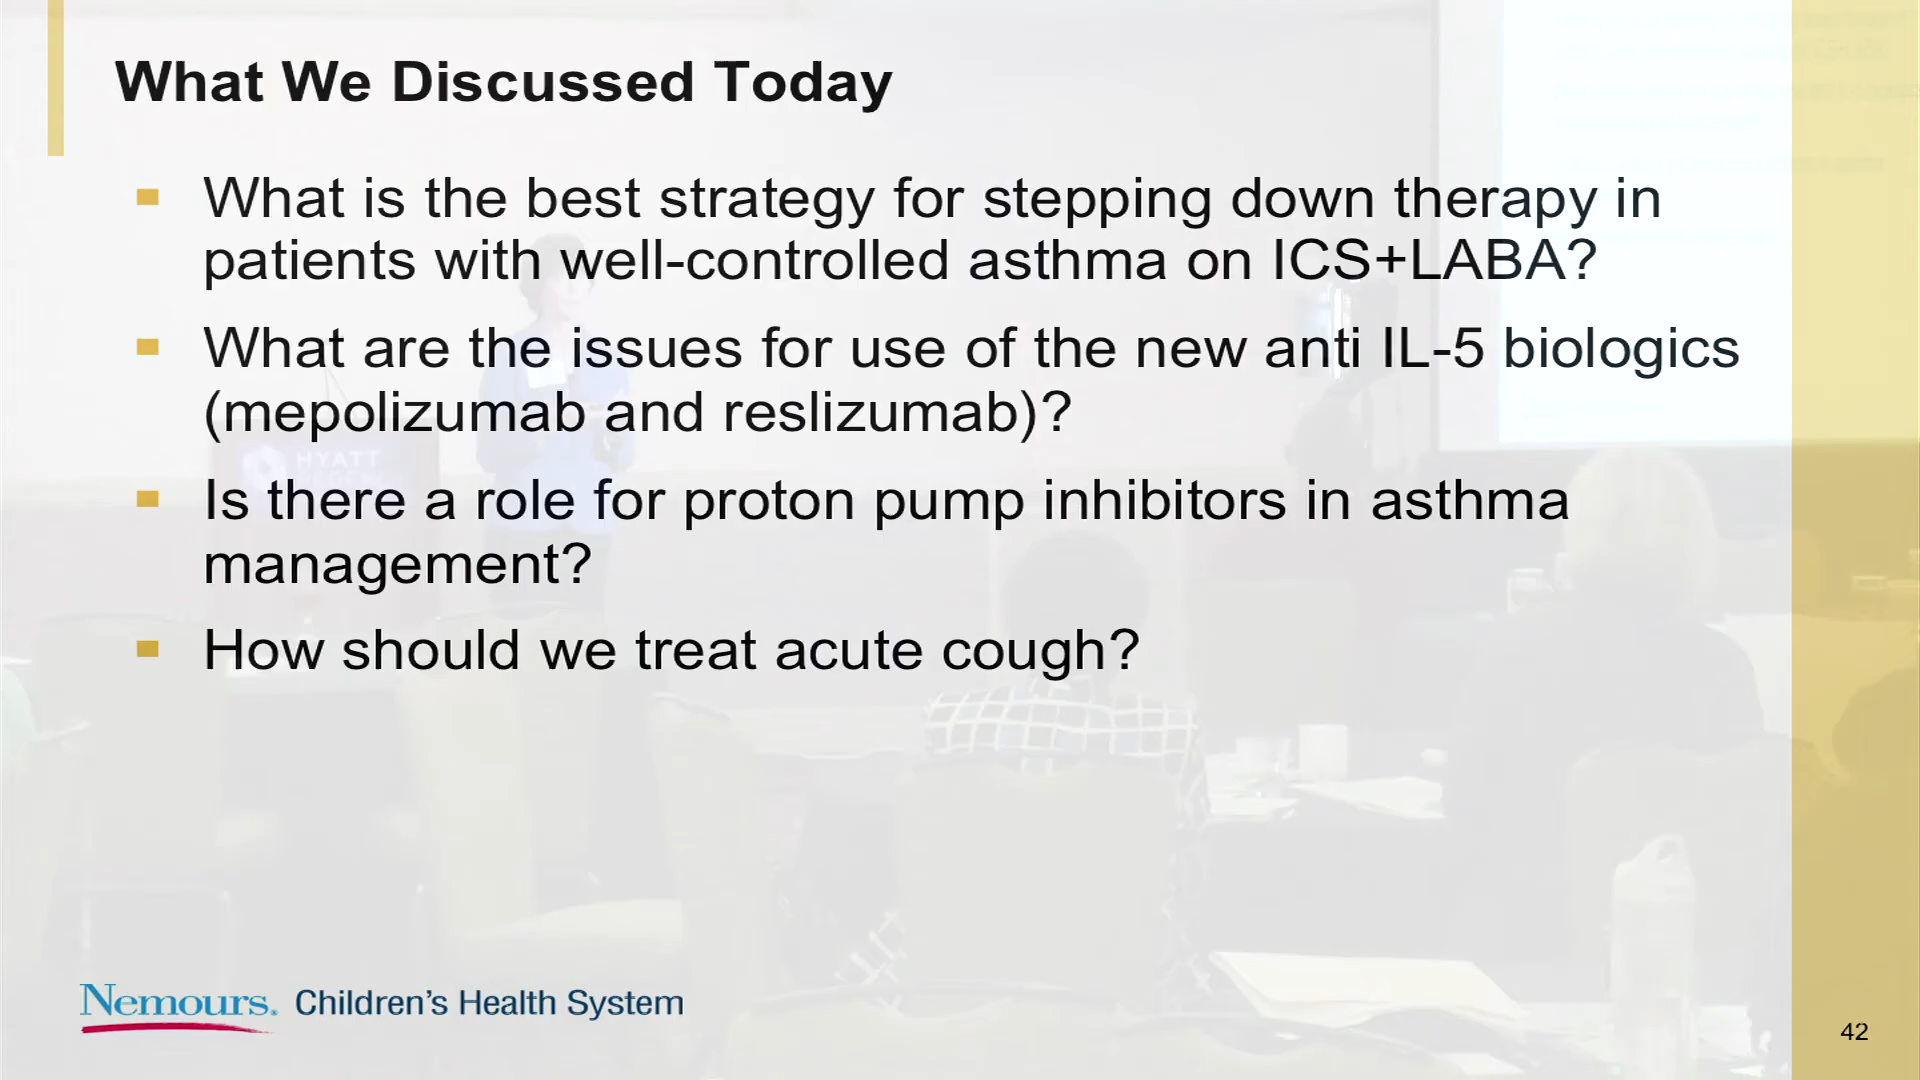 What We Discussed Today
What is the best strategy for stepping down therapy in
patients with well-controlled asthma on ICS+LABA?
What are the issues for use of the new anti IL-5 biologics
(mepolizumab and reslizumab)?
Is there a role for proton pump inhibitors in asthma
management?
How should we treat acute cough?
HYATT
Nemours. Children's Health System
42